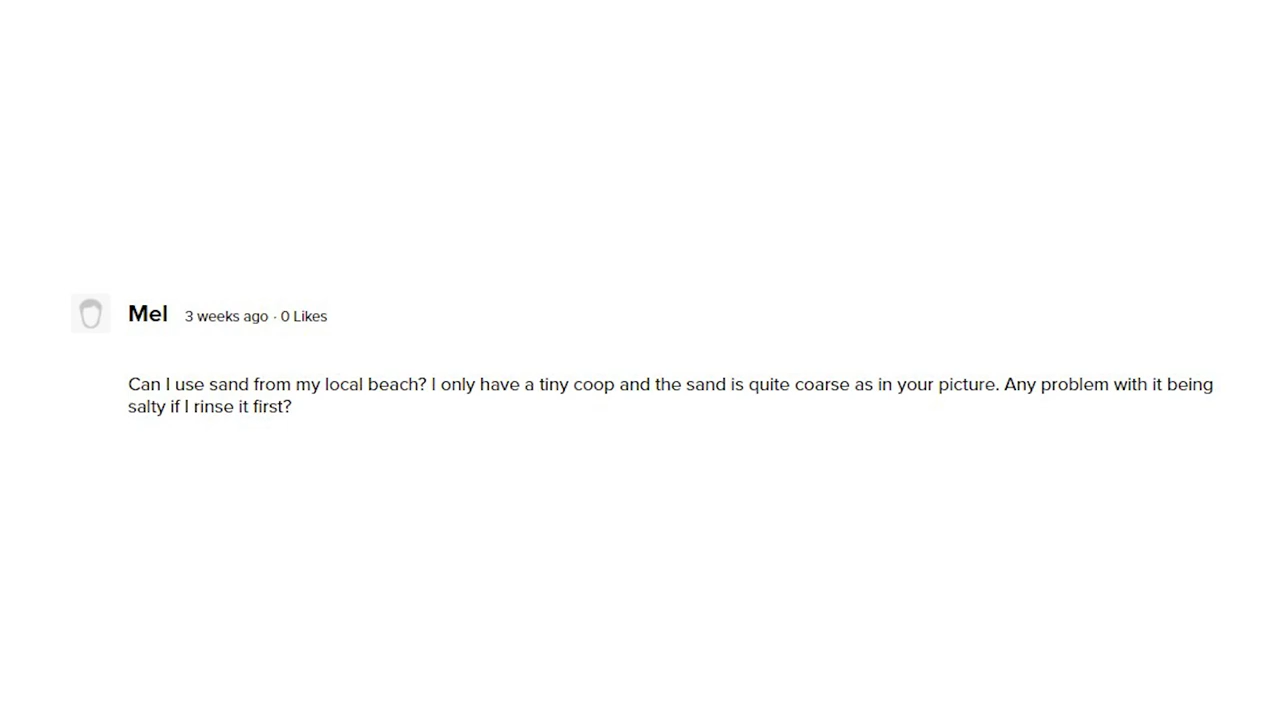 Mel 3 weeks ago · 0 Likes
Can I use sand from my local beach? I only have a tiny coop and the sand is quite coarse as in your picture. Any problem with it being
salty if I rinse it first?